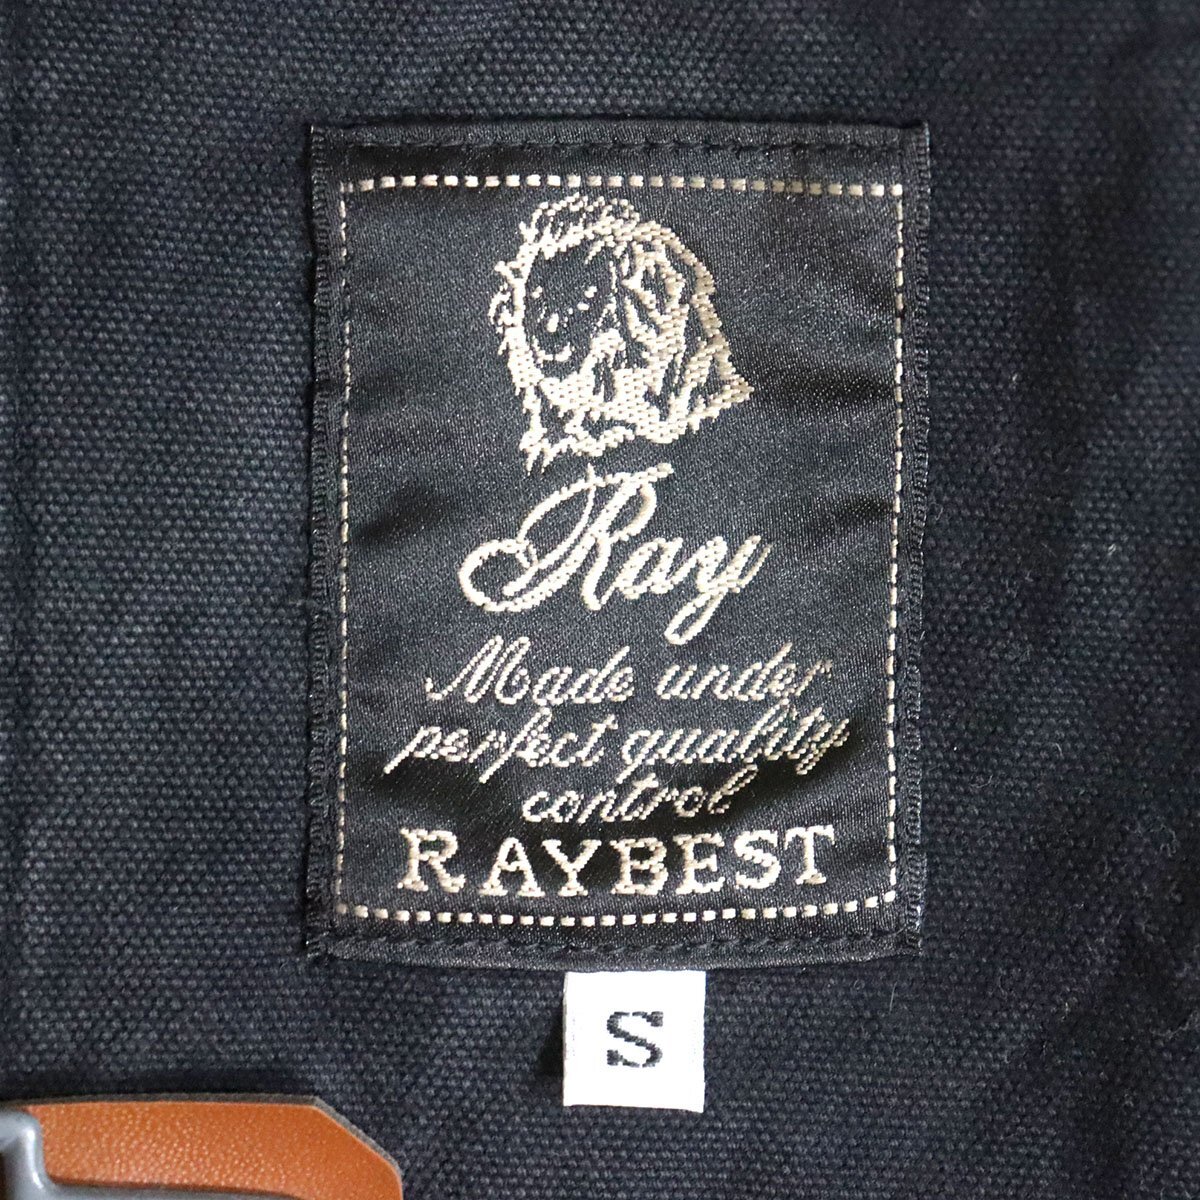 Ray
Made under
perfect quality
control
RAYBEST
S